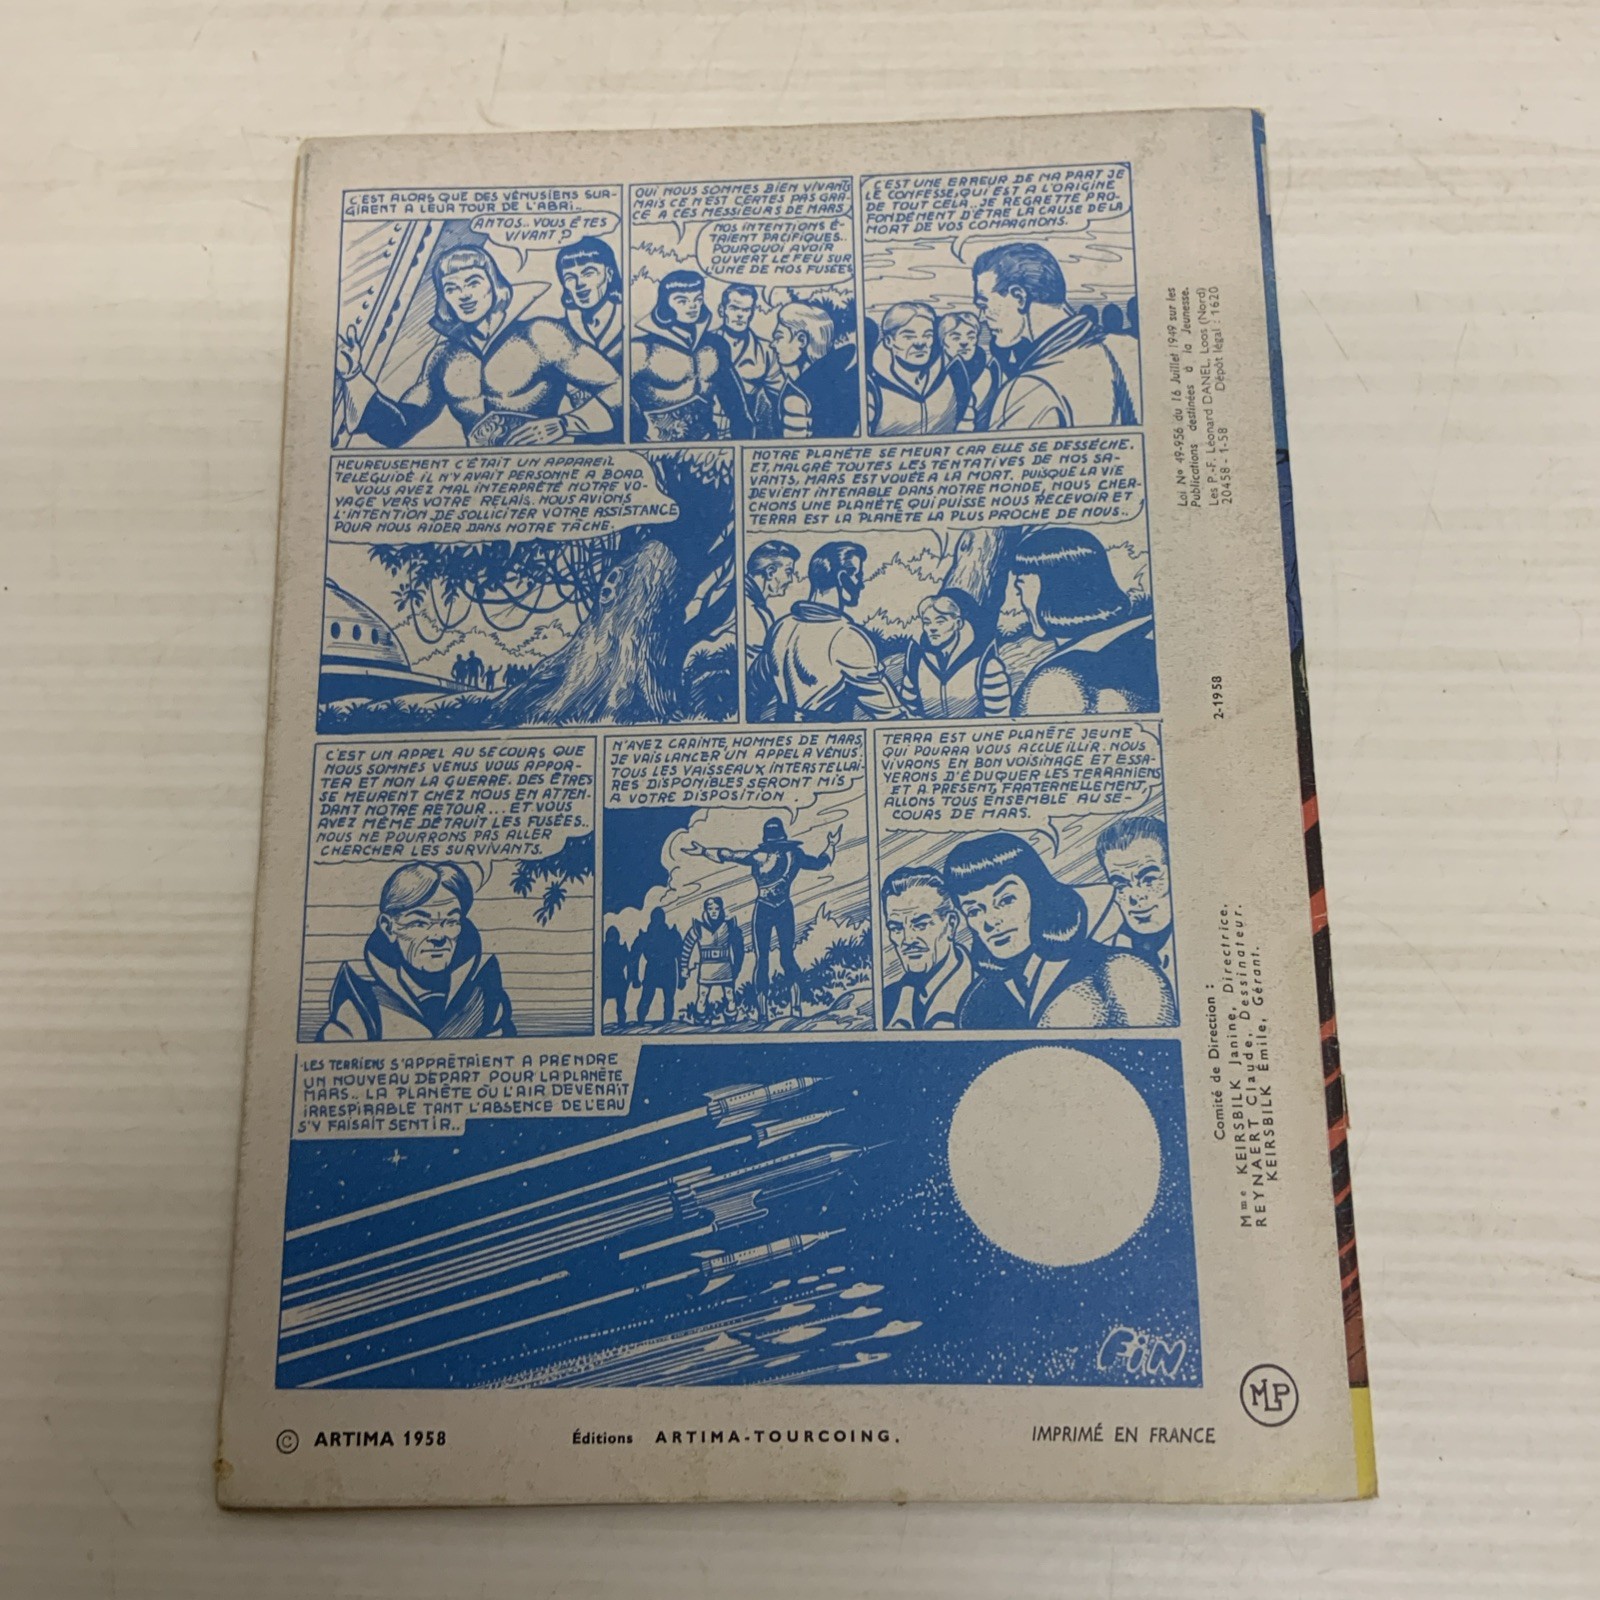 C'EST ALORS QUE DES VÉNUSIENS SUR-
GIRENT A LEUR TOUR DE L'ABRI..
ANTOS.. VOUS ÊTES
VIVANT ?
OUI NOUS SOMMES BIEN VIVANTS
MAIS CE N'EST CERTES PAS GRÂ-
CE A CES MESSIEURS DE MARS
NOS INTENTIONS É-
TAIENT PACIFIQUES..
POURQUOI AVOIR
OUVERT LE FEU SUR
L'UNE DE NOS FUSÉES
C'EST UNE ERREUR DE MA PART JE
LE CONFESSE, QUI EST A L'ORIGINE
DE TOUT CELA.. JE REGRETTE PRO-
FONDÉMENT D'ÊTRE LA CAUSE DE LA
MORT DE VOS COMPAGNONS.
HEUREUSEMENT C'ÉTAIT UN APPAREIL
TÉLÉGUIDÉ IL N'Y AVAIT PERSONNE A BORD.
VOUS AVEZ MAL INTERPRÊTÉ NOTRE VO-
YAGE VERS VOTRE RELAIS. NOUS AVIONS
L'INTENTION DE SOLLICITER VOTRE ASSISTANCE
POUR NOUS AIDER DANS NOTRE TÂCHE.
NOTRE PLANÈTE SE MEURT CAR ELLE SE DESSÈCHE.
ET, MALGRÉ TOUTES LES TENTATIVES DE NOS SA-
VANTS, MARS EST VOUÉE A LA MORT. PUISQUE LA VIE
DEVIENT INTENABLE DANS NOTRE MONDE, NOUS CHER-
CHONS UNE PLANÈTE QUI PUISSE NOUS RECEVOIR ET
TERRA EST LA PLANÈTE LA PLUS PROCHE DE NOUS..
C'EST UN APPEL AU SECOURS QUE
NOUS SOMMES VENUS VOUS APPOR-
TER ET NON LA GUERRE. DES ÊTRES
SE MEURENT CHEZ NOUS EN ATTEN-
DANT NOTRE RETOUR... ET VOUS
AVEZ MÊME DÉTRUIT LES FUSÉES..
NOUS NE POURRONS PAS ALLER
CHERCHER LES SURVIVANTS.
N'AYEZ CRAINTE, HOMMES DE MARS,
JE VAIS LANCER UN APPEL A VÉNUS
TOUS LES VAISSEAUX INTERSTELLAI-
RES DISPONIBLES SERONT MIS
A VOTRE DISPOSITION
TERRA EST UNE PLANÈTE JEUNE
QUI POURRA VOUS ACCUEILLIR. NOUS
VIVRONS EN BON VOISINAGE ET ESSA-
YERONS D'ÉDUQUER LES TERRANIENS
ET A PRÉSENT, FRATERNELLEMENT,
ALLONS TOUS ENSEMBLE AU SE-
COURS DE MARS.
LES TERRIENS S'APPRÊTAIENT A PRENDRE
UN NOUVEAU DÉPART POUR LA PLANÈTE
MARS.. LA PLANÈTE OÙ L'AIR DEVENAIT
IRRESPIRABLE TANT L'ABSENCE DE L'EAU
S'Y FAISAIT SENTIR..
FIN
© ARTIMA 1958
Éditions ARTIMA-TOURCOING.
IMPRIMÉ EN FRANCE
MLP
Loi N° 49-956 du 16 Juillet 1949 sur les
Publications destinées à la Jeunesse.
Les P.-F. Léonard DANEL, Loos (Nord)
20458 - 1-58 Dépôt légal : 1620
2-1958
Comité de Direction :
Mme KEIRSBILK Janine, Directrice.
REYNAERT Claude, Dessinateur.
KEIRSBILK Émile, Gérant.